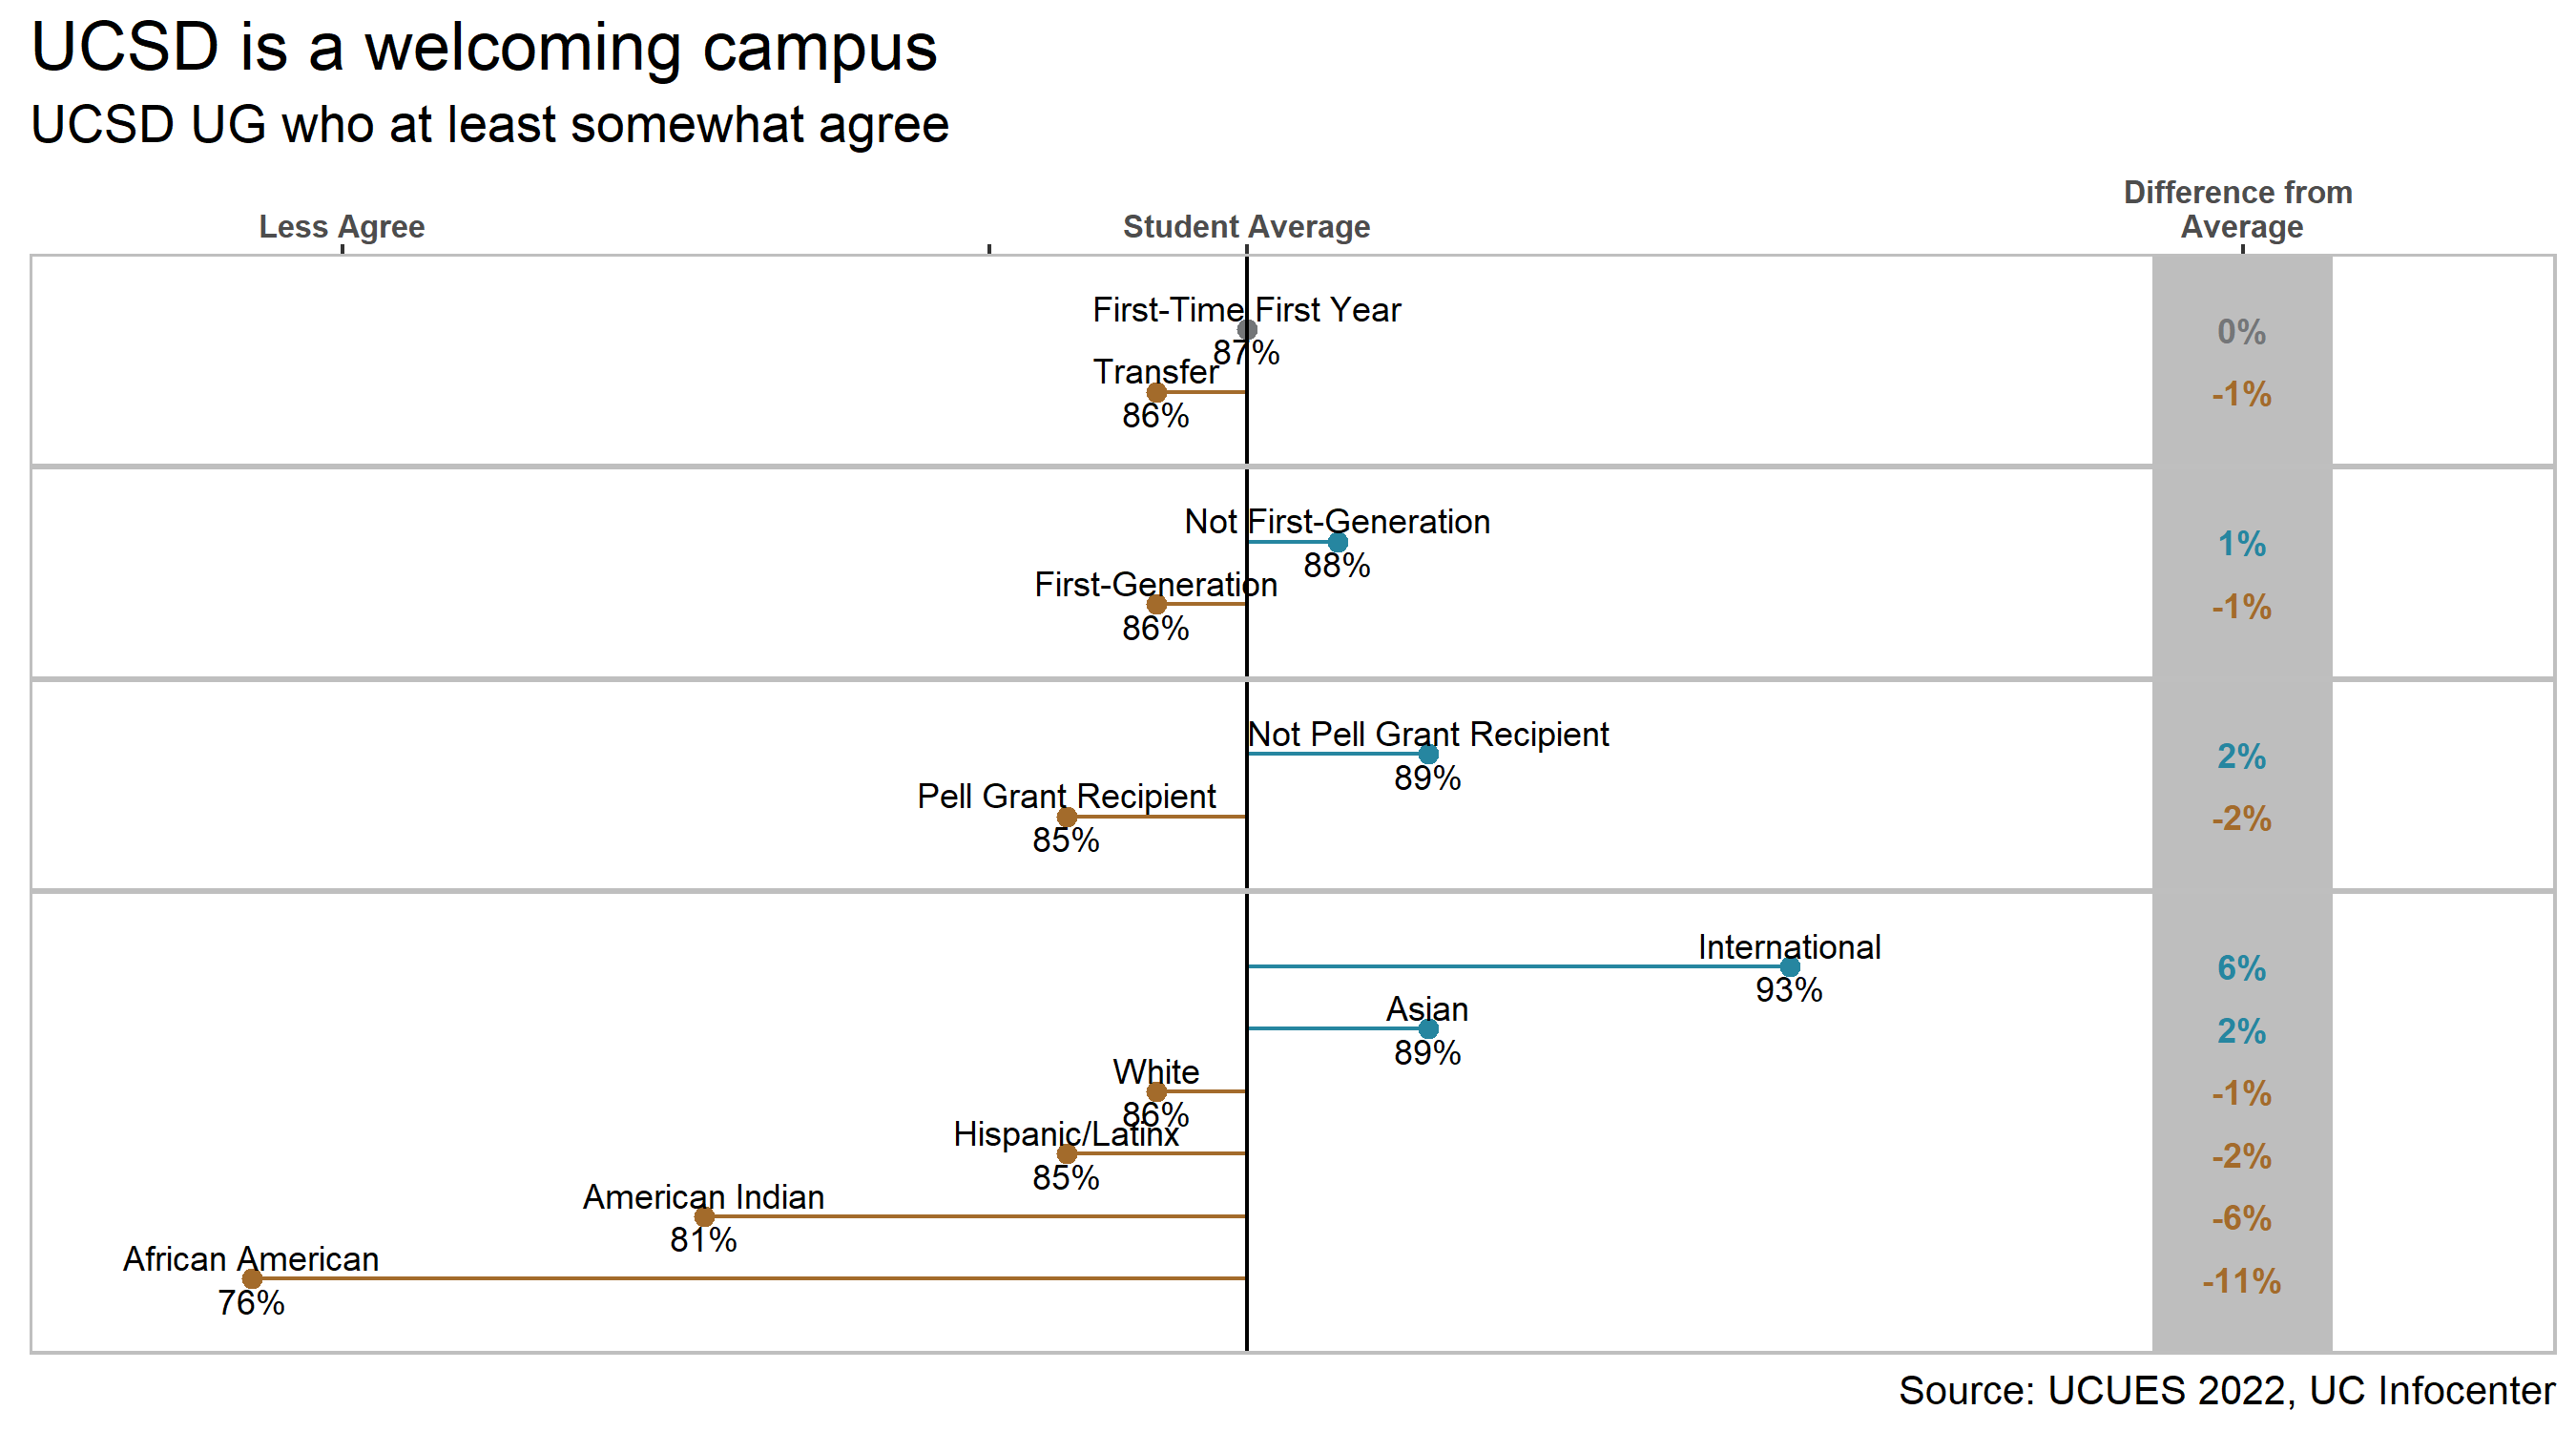 UCSD is a welcoming campus
UCSD UG who at least somewhat agree
Less Agree
Student Average
Difference from
Average
First-Time First Year
87%
0%
Transfer
86%
-1%
Not First-Generation
88%
1%
First-Generation
86%
-1%
Not Pell Grant Recipient
89%
2%
Pell Grant Recipient
85%
-2%
International
93%
6%
Asian
89%
2%
White
86%
-1%
Hispanic/Latinx
85%
-2%
American Indian
81%
-6%
African American
76%
-11%
Source: UCUES 2022, UC Infocenter